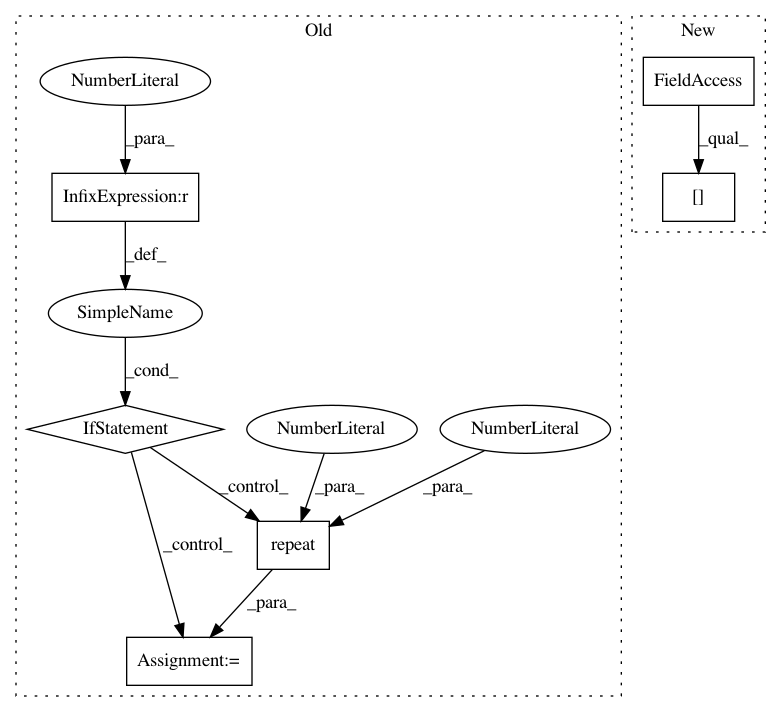 Old
New
NumberLiteral
FieldAccess
_para_
_qual_
InfixExpression:r
[]
_def_
SimpleName
_cond_
IfStatement
NumberLiteral
NumberLiteral
_control_
_para_
_para_
_control_
repeat
_para_
Assignment:=